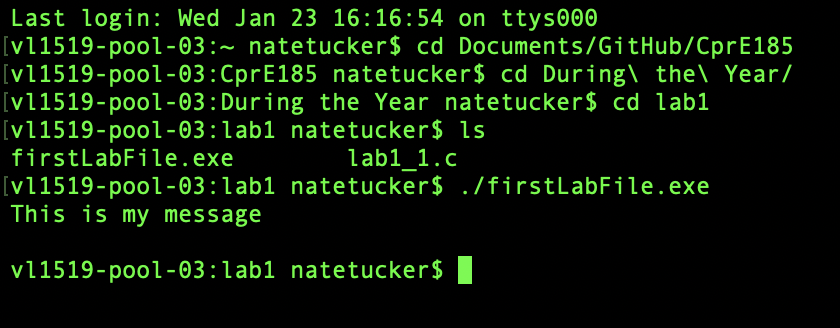 Last login: Wed Jan 23 16:16:54 on ttys000
[vl1519-pool-03:~ natetucker$ cd Documents/GitHub/CprE185
[vl1519-pool-03:CprE185 natetucker$ cd During\ the\ Year/
[vl1519-pool-03:During the Year natetucker$ cd lab1
[vl1519-pool-03:lab1 natetucker$ ls
firstLabFile.exe        lab1_1.c
[vl1519-pool-03:lab1 natetucker$ ./firstLabFile.exe
This is my message
vl1519-pool-03:lab1 natetucker$